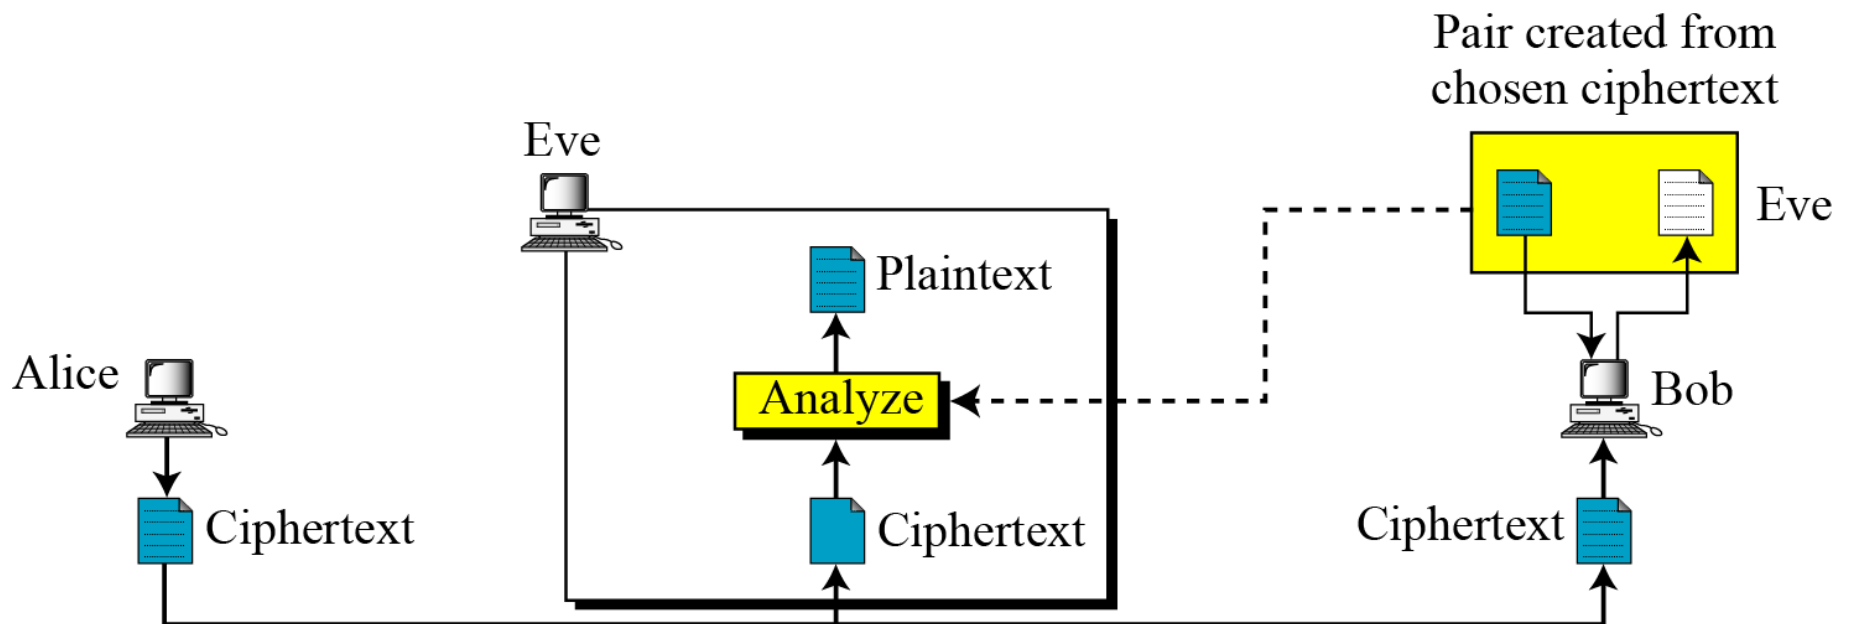 Pair created from
chosen ciphertext
Eve
Eve
Plaintext
Alice
Analyze
Bob
Ciphertext
Ciphertext
Ciphertext